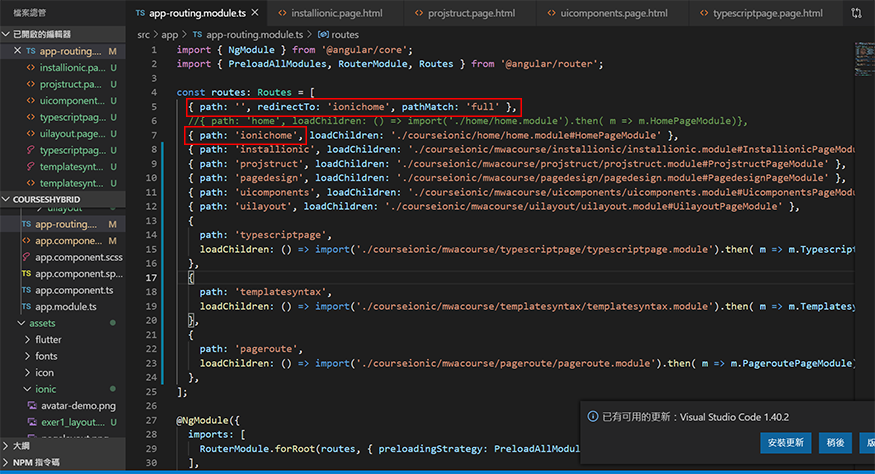 檔案總管
已開啟的編輯器
TS app-routing.... M
<> installionic.pa... U
<> projstruct.pag... U
<> uicomponents... U
<> typescriptpag... U
<> uilayout.page... U
typescriptpag... U
templatesynt... U
<> templatesynt... U
COURSESHYBRID
uilayout
TS app-routing.... M
<> app.compone... M
app.component.scss
TS app.component.sp...
TS app.component.ts
TS app.module.ts
assets
flutter
fonts
icon
ionic
avatar-demo.png
exer1_layout.... U
大綱
NPM 指令碼
TS app-routing.module.ts
<> installionic.page.html
<> projstruct.page.html
<> uicomponents.page.html
<> typescriptpage.page.html
src > app > TS app-routing.module.ts > routes
1 import { NgModule } from '@angular/core';
2 import { PreloadAllModules, RouterModule, Routes } from '@angular/router';
3
4 const routes: Routes = [
5 { path: '', redirectTo: 'ionichome', pathMatch: 'full' },
6 //{ path: 'home', loadChildren: () => import('./home/home.module').then( m => m.HomePageModule)},
7 { path: 'ionichome', loadChildren: './courseionic/home/home.module#HomePageModule' },
8 { path: 'installionic', loadChildren: './courseionic/mwacourse/installionic/installionic.module#InstallionicPageMod
9 { path: 'projstruct', loadChildren: './courseionic/mwacourse/projstruct/projstruct.module#ProjstructPageModule' },
10 { path: 'pagedesign', loadChildren: './courseionic/mwacourse/pagedesign/pagedesign.module#PagedesignPageModule' },
11 { path: 'uicomponents', loadChildren: './courseionic/mwacourse/uicomponents/uicomponents.module#UicomponentsPageMod
12 { path: 'uilayout', loadChildren: './courseionic/mwacourse/uilayout/uilayout.module#UilayoutPageModule' },
13 {
14 path: 'typescriptpage',
15 loadChildren: () => import('./courseionic/mwacourse/typescriptpage/typescriptpage.module').then( m => m.Typescript
16 },
17 {
18 path: 'templatesyntax',
19 loadChildren: () => import('./courseionic/mwacourse/templatesyntax/templatesyntax.module').then( m => m.Templatesy
20 },
21 {
22 path: 'pageroute',
23 loadChildren: () => import('./courseionic/mwacourse/pageroute/pageroute.module').then( m => m.PageroutePageModule)
24 },
25 ];
26
27 @NgModule({
28 imports: [
29 RouterModule.forRoot(routes, { preloadingStrategy: PreloadAllModul
30 ],
已有可用的更新：Visual Studio Code 1.40.2
安裝更新
稍後
版